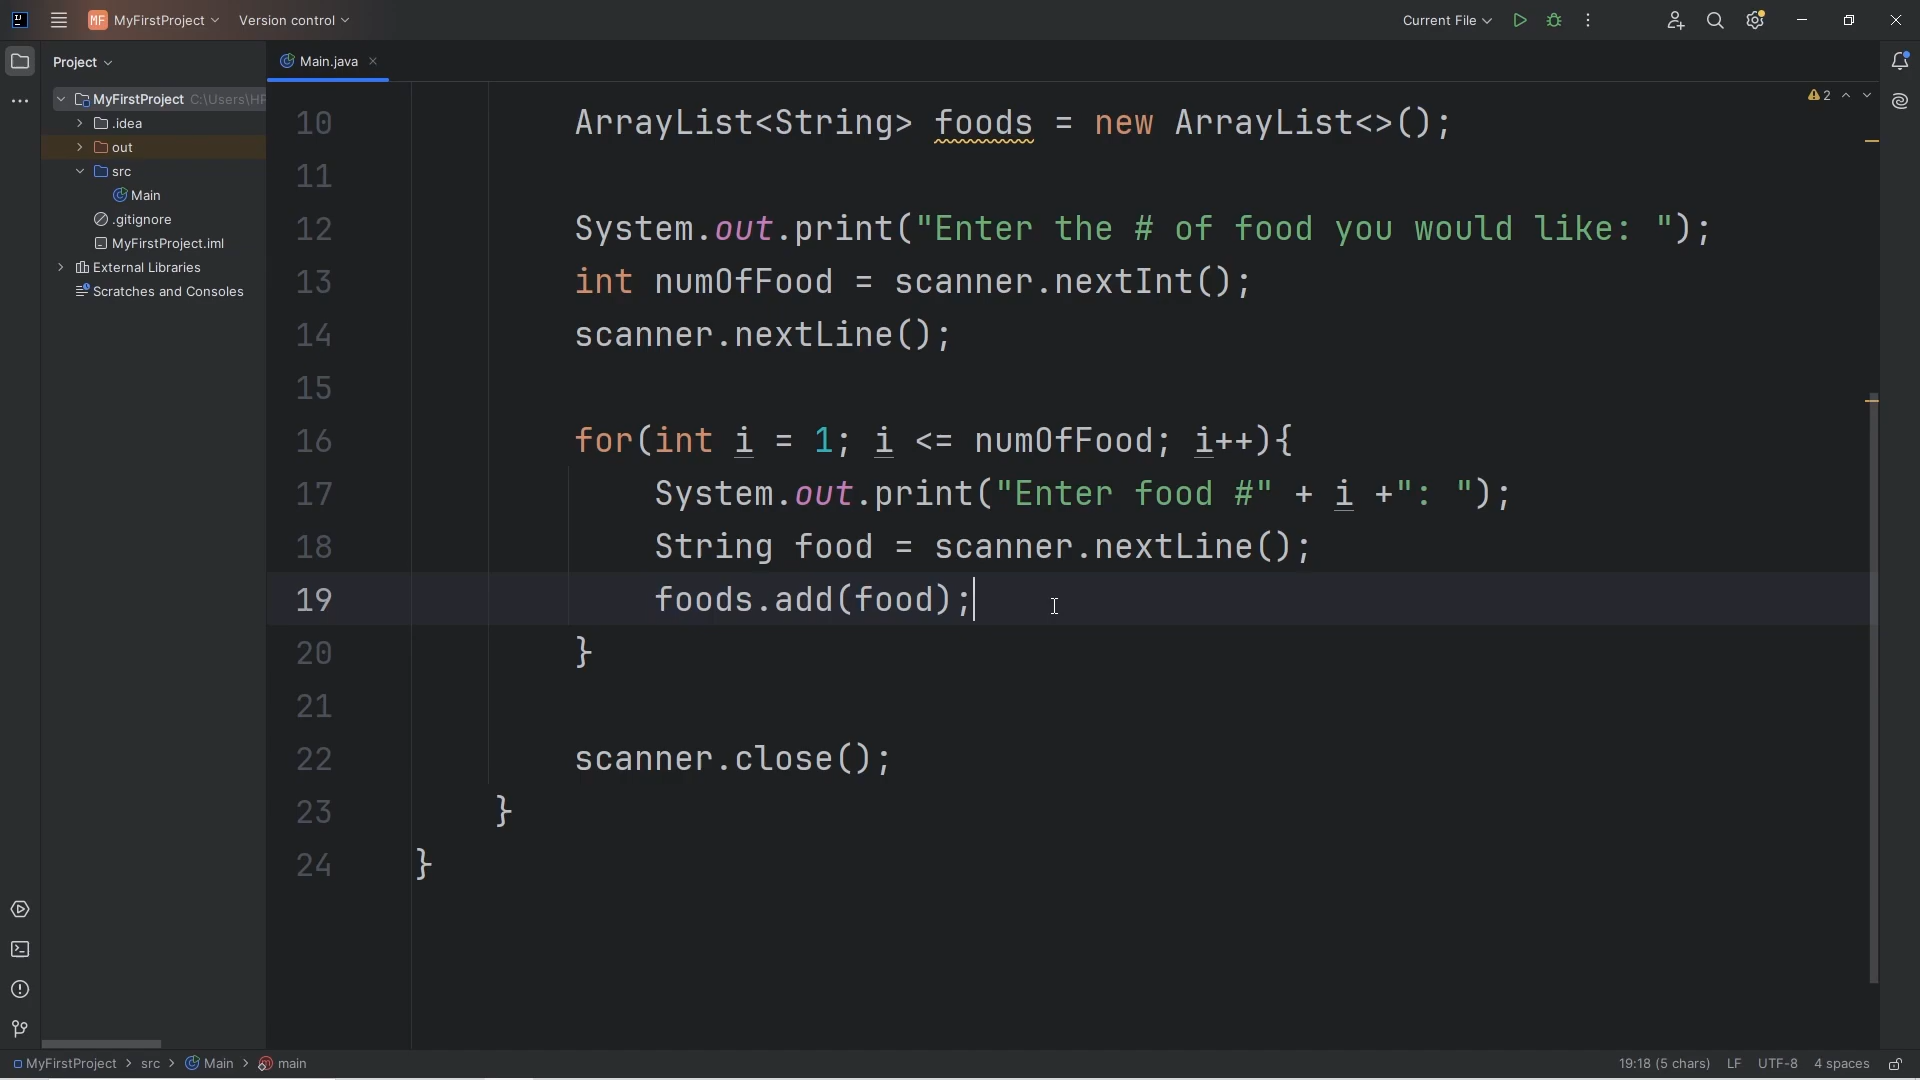 MF MyFirstProject Version control Current File
Project
Main.java
MyFirstProject C:\Users\HP
.idea
out
src
Main
.gitignore
MyFirstProject.iml
External Libraries
Scratches and Consoles
2
10 ArrayList<String> foods = new ArrayList<>();
11
12 System.out.print("Enter the # of food you would like: ");
13 int numOfFood = scanner.nextInt();
14 scanner.nextLine();
15
16 for(int i = 1; i <= numOfFood; i++){
17 System.out.print("Enter food #" + i +": ");
18 String food = scanner.nextLine();
19 foods.add(food);
20 }
21
22 scanner.close();
23 }
24 }
MyFirstProject > src > Main > main 19:18 (5 chars) LF UTF-8 4 spaces